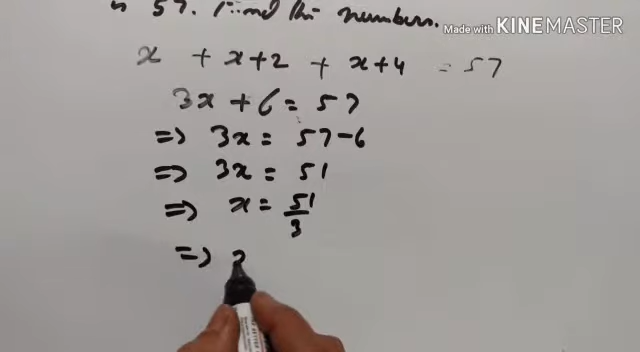 is 57. Find the numbers.
Made with KINEMASTER
x + x+2 + x+4 = 57
3x + 6 = 57
=> 3x = 57-6
=> 3x = 51
=> x = 51/3
=>